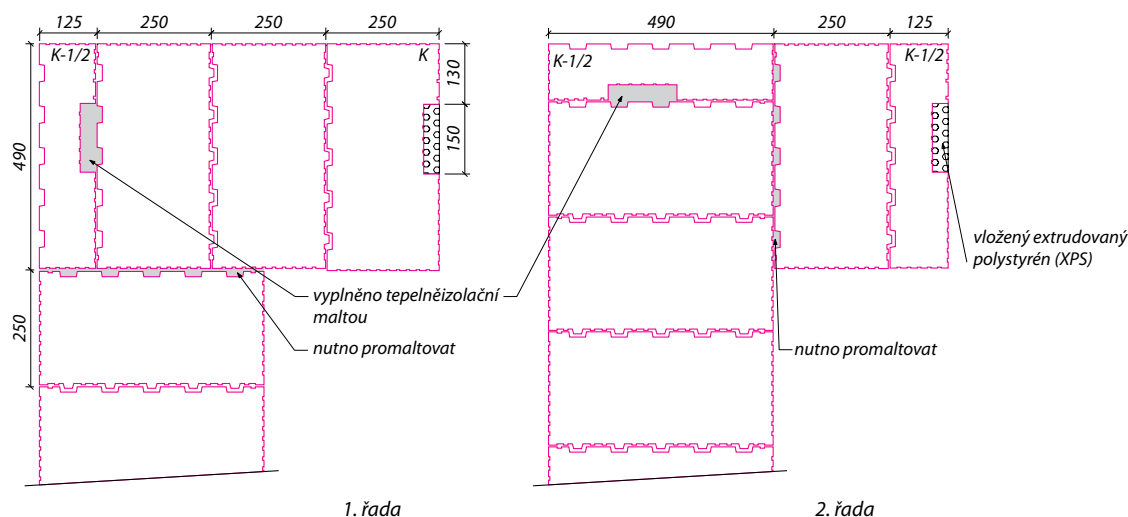 125 250 250 250
490 250 125
K-1/2 K
K-1/2 K-1/2
130
150
490
250
vyplněno tepelněizolační
maltou
nutno promaltovat
nutno promaltovat
vložený extrudovaný
polystyrén (XPS)
1. řada
2. řada